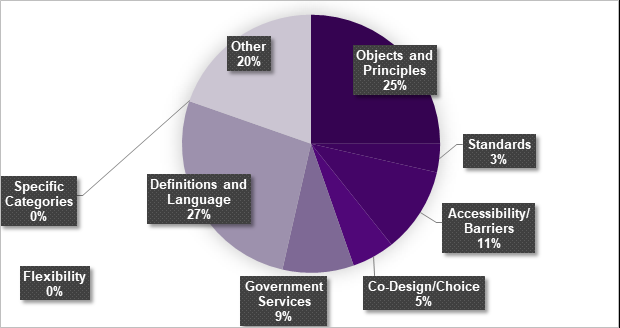 Other
20%
Objects and
Principles
25%
Standards
3%
Specific
Categories
0%
Definitions and
Language
27%
Accessibility/
Barriers
11%
Flexibility
0%
Government
Services
9%
Co-Design/Choice
5%